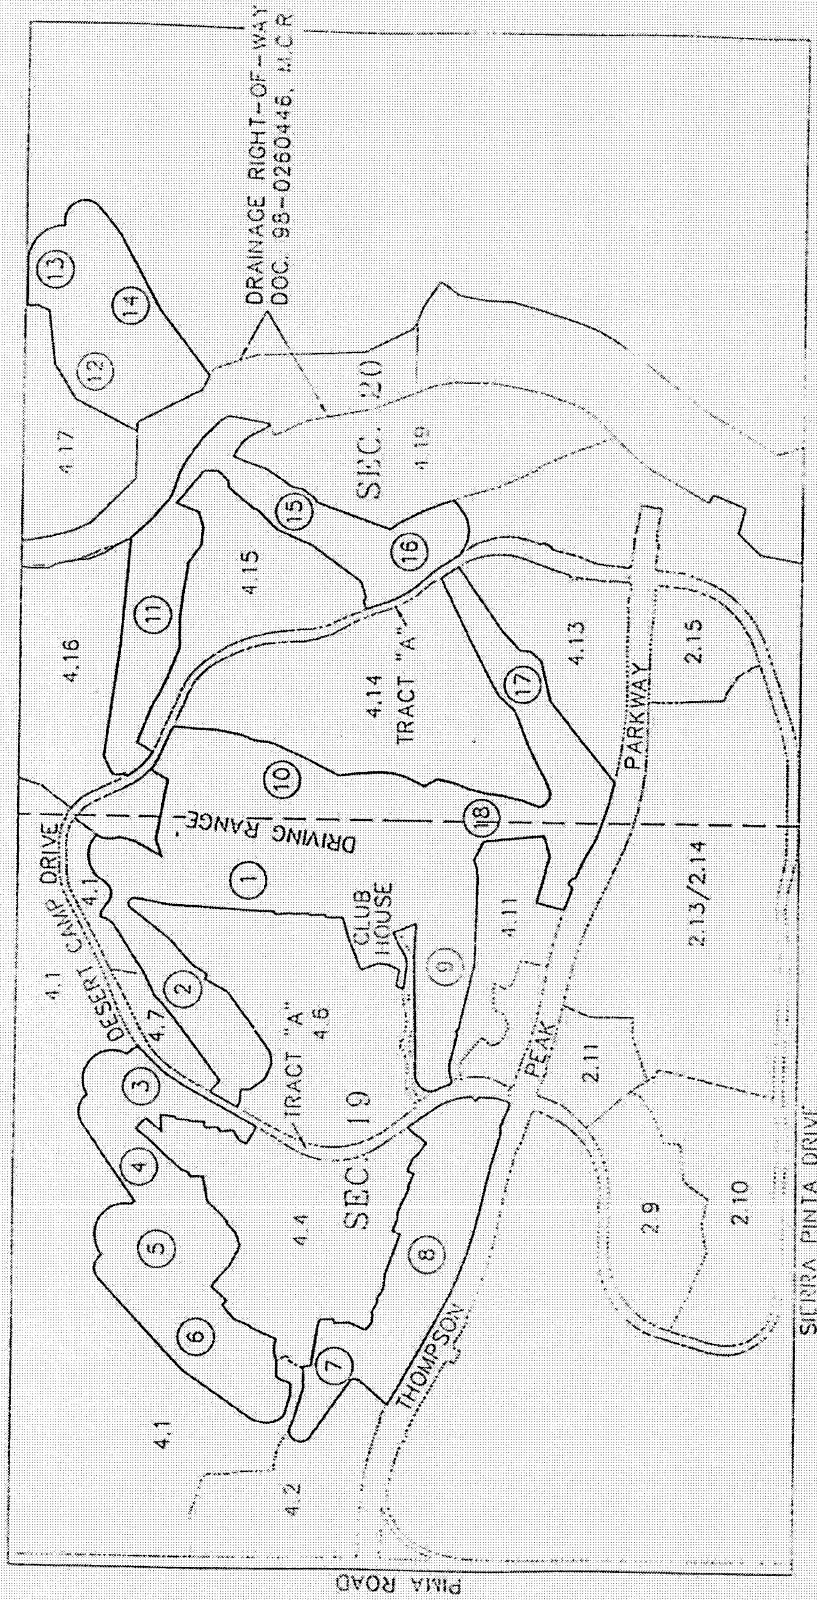 DRAINAGE RIGHT-OF-WAY
DOC. 98-0260446, M.C.R
13
14
12
4.17
SEC. 20
4.19
15
16
11
4.15
4.16
4.14
TRACT "A"
17
4.13
2.15
PARKWAY
10
DRIVING RANGE
18
1
CLUB
HOUSE
9
4.11
2.13/2.14
4.1
DESERT CAMP DRIVE
4.1
2
4.7
TRACT "A"
4.6
SEC. 19
3
4
5
6
4.4
7
8
THOMPSON
PEAK
2.11
2.9
2.10
SIERRA PINTA DRIVE
4.1
4.2
PIMA ROAD